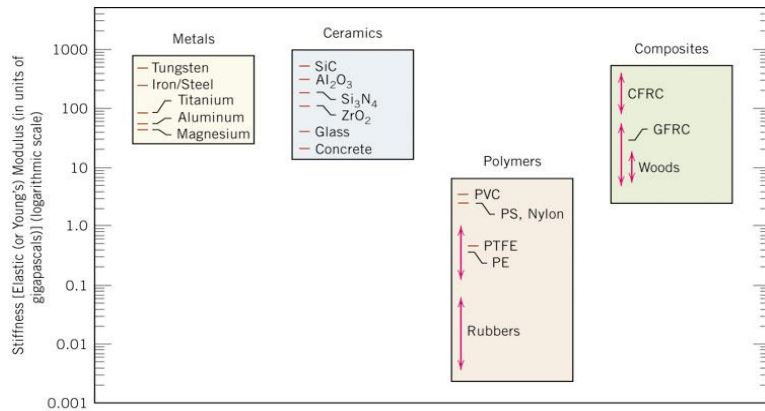 Stiffness [Elastic (or Young's) Modulus (in units of
gigapascals)] (logarithmic scale)
1000
100
10
1.0
0.1
0.01
0.001
Metals
Tungsten
Iron/Steel
Titanium
Aluminum
Magnesium
Ceramics
SiC
Al₂O₃
Si₃N₄
ZrO₂
Glass
Concrete
Polymers
PVC
PS, Nylon
PTFE
PE
Rubbers
Composites
CFRC
GFRC
Woods